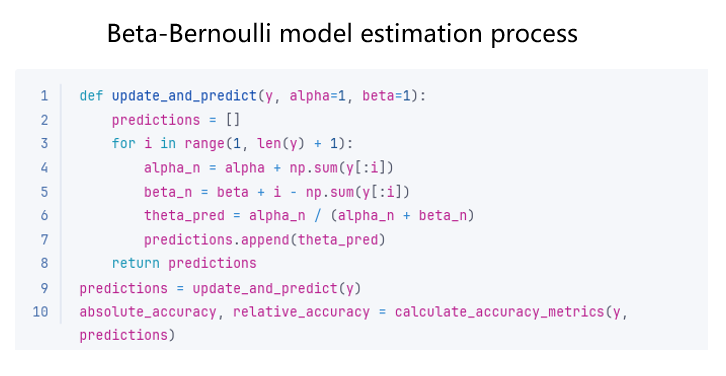 Beta-Bernoulli model estimation process
1 def update_and_predict(y, alpha=1, beta=1):
2 predictions = []
3 for i in range(1, len(y) + 1):
4 alpha_n = alpha + np.sum(y[:i])
5 beta_n = beta + i - np.sum(y[:i])
6 theta_pred = alpha_n / (alpha_n + beta_n)
7 predictions.append(theta_pred)
8 return predictions
9 predictions = update_and_predict(y)
10 absolute_accuracy, relative_accuracy = calculate_accuracy_metrics(y,
predictions)